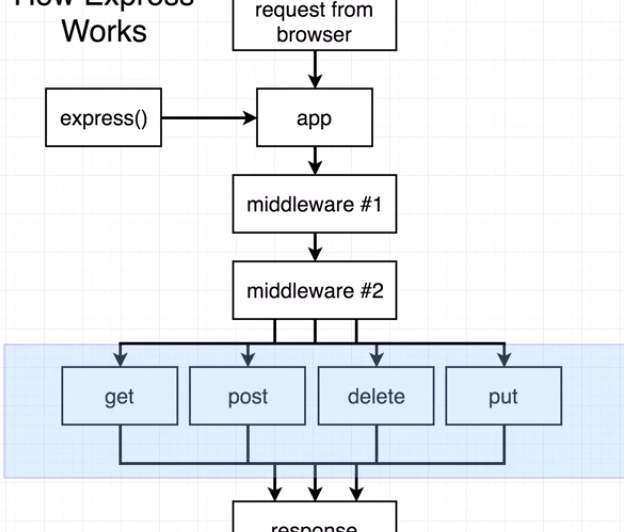 How Express
Works
request from
browser
express()
app
middleware #1
middleware #2
get
post
delete
put
response